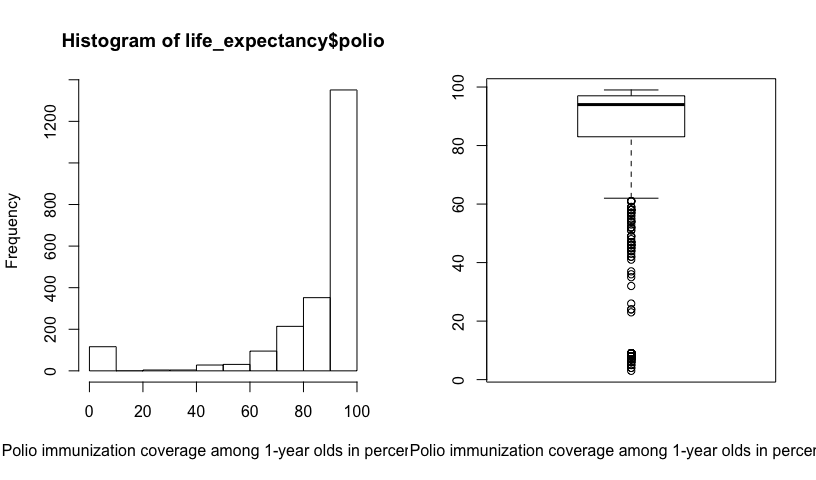 Histogram of life_expectancy$polio
Frequency
0
200
400
600
800
1200
0 20 40 60 80 100
Polio immunization coverage among 1-year olds in percer
0
20
40
60
80
100
Polio immunization coverage among 1-year olds in percer